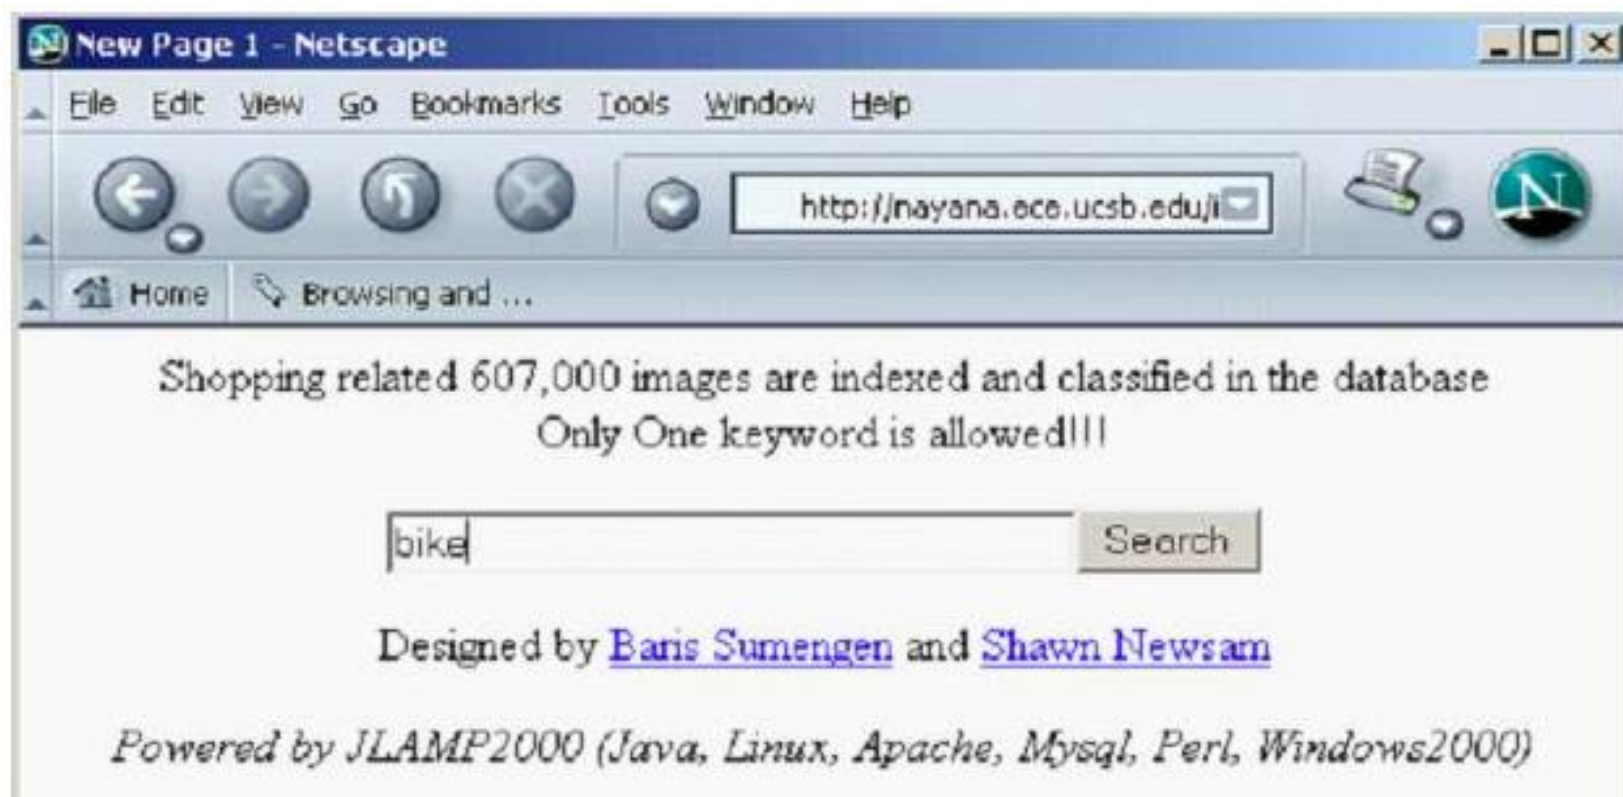 New Page 1 - Netscape
File Edit View Go Bookmarks Tools Window Help
http://nayana.ece.ucsb.edu/i
N
Home Browsing and ...
Shopping related 607,000 images are indexed and classified in the database
Only One keyword is allowed!!!
bike Search
Designed by Baris Sumengen and Shawn Newsam
Powered by JLAMP2000 (Java, Linux, Apache, Mysql, Perl, Windows2000)